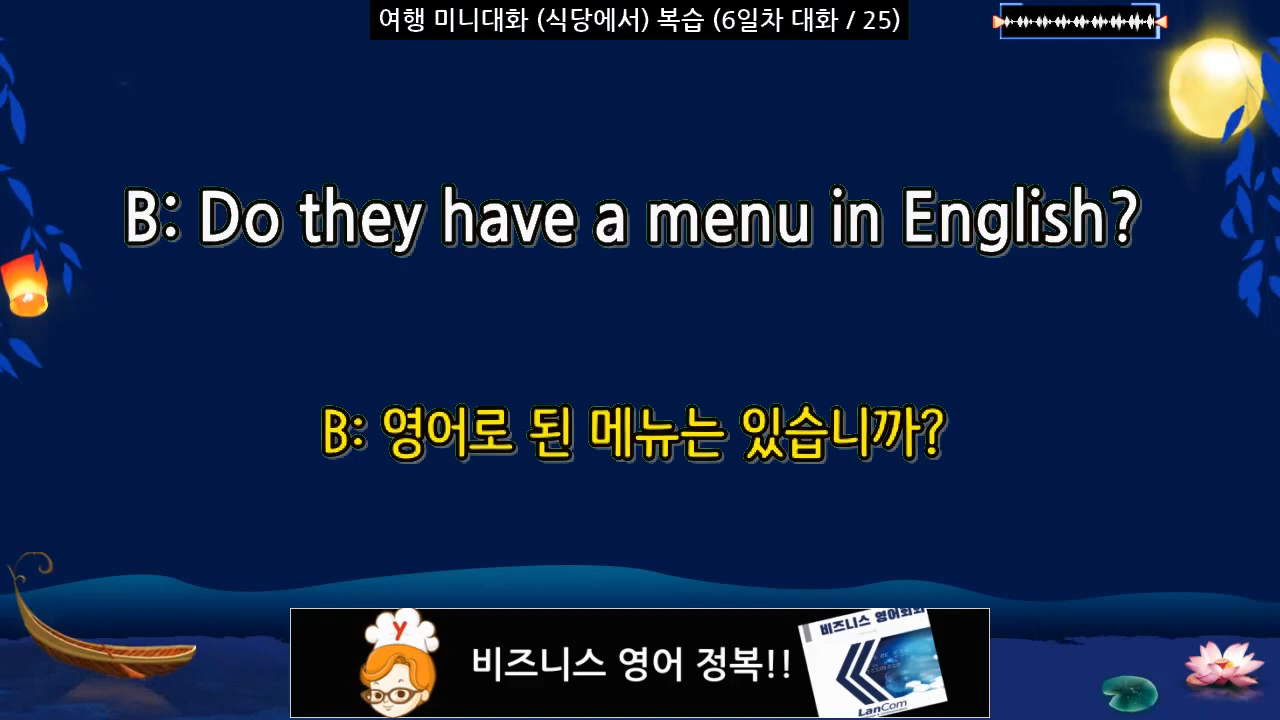 여행 미니대화 (식당에서) 복습 (6일차 대화 / 25)
B: Do they have a menu in English?
B: 영어로 된 메뉴는 있습니까?
Y
비즈니스 영어 정복!!
비즈니스 영어회화
LanCom